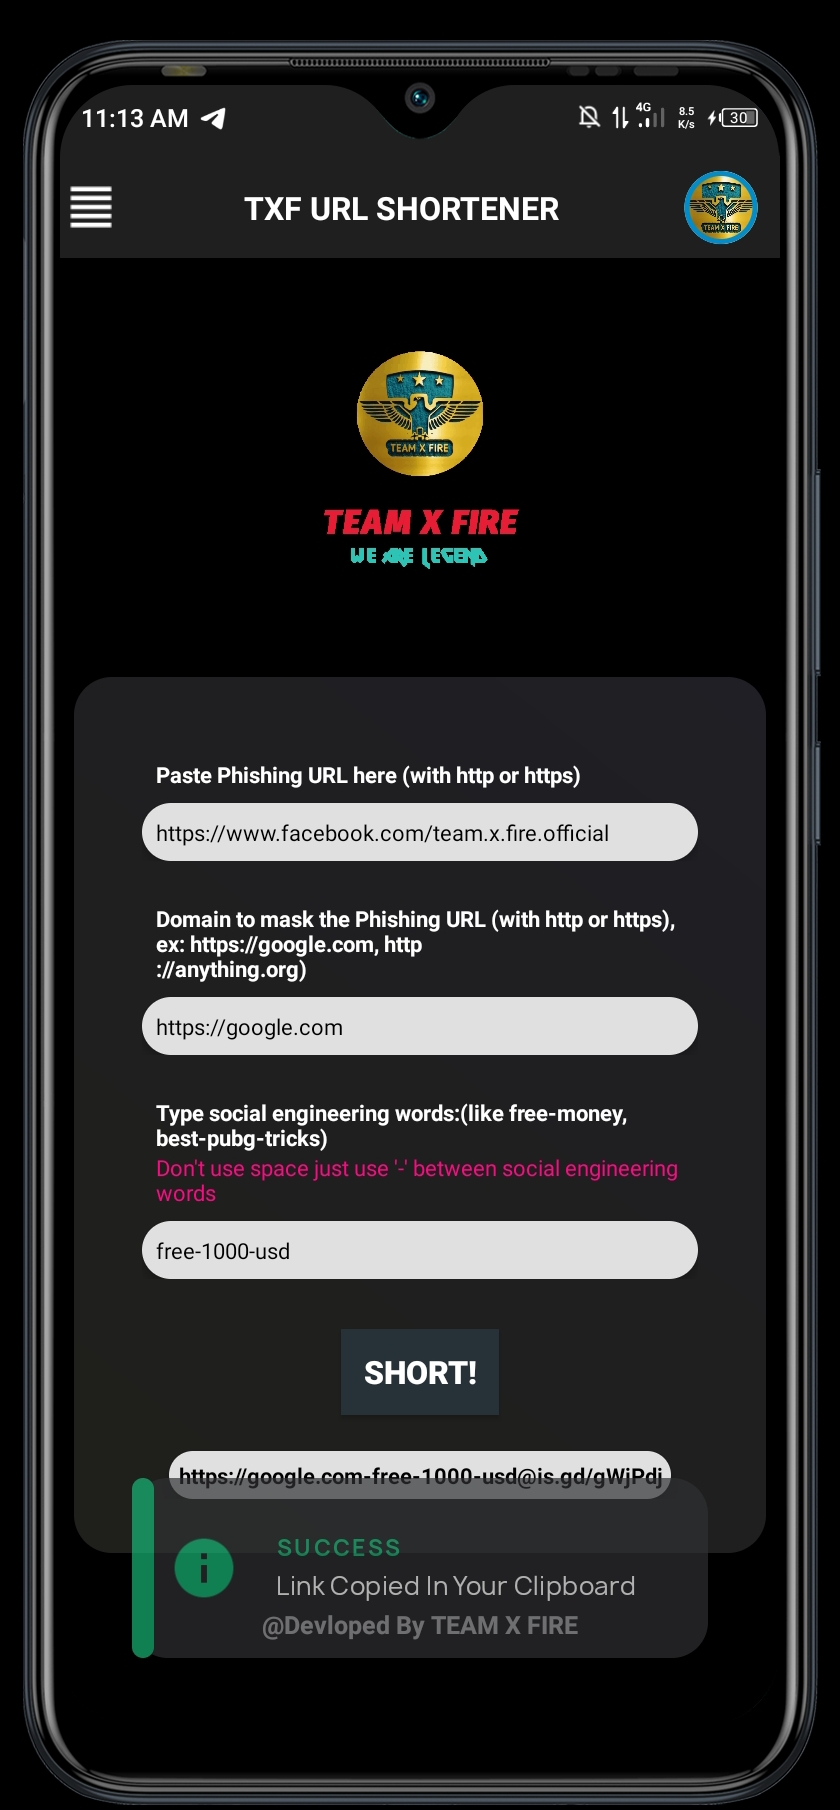 11:13 AM
4G
8.5
K/s
30
TXF URL SHORTENER
TEAM X FIRE
TEAM X FIRE
TEAM X FIRE
WE ARE LEGEND
Paste Phishing URL here (with http or https)
https://www.facebook.com/team.x.fire.official
Domain to mask the Phishing URL (with http or https),
ex: https://google.com, http
://anything.org)
https://google.com
Type social engineering words:(like free-money,
best-pubg-tricks)
Don't use space just use '-' between social engineering
words
free-1000-usd
SHORT!
https://google.com-free-1000-usd@is.gd/gWjPdj
SUCCESS
Link Copied In Your Clipboard
@Devloped By TEAM X FIRE